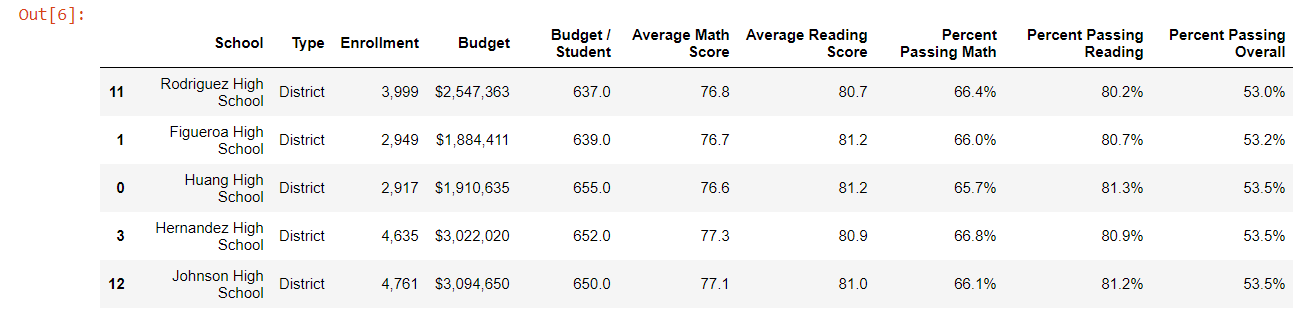 Out[6]:
School Type Enrollment Budget Budget / Student Average Math Score Average Reading Score Percent Passing Math Percent Passing Reading Percent Passing Overall
11 Rodriguez High School District 3,999 $2,547,363 637.0 76.8 80.7 66.4% 80.2% 53.0%
1 Figueroa High School District 2,949 $1,884,411 639.0 76.7 81.2 66.0% 80.7% 53.2%
0 Huang High School District 2,917 $1,910,635 655.0 76.6 81.2 65.7% 81.3% 53.5%
3 Hernandez High School District 4,635 $3,022,020 652.0 77.3 80.9 66.8% 80.9% 53.5%
12 Johnson High School District 4,761 $3,094,650 650.0 77.1 81.0 66.1% 81.2% 53.5%